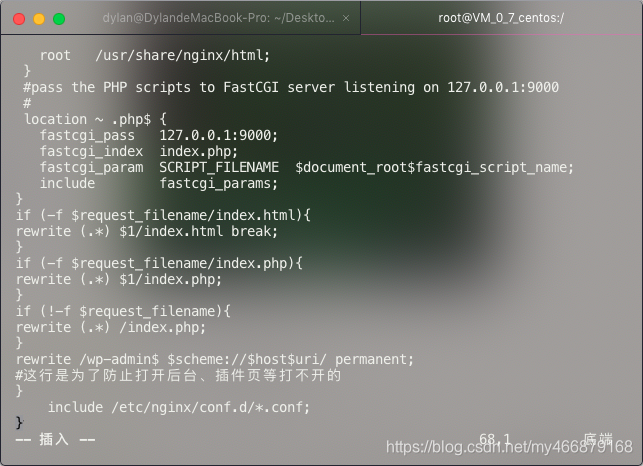 dylan@DylandeMacBook-Pro: ~/Deskto... ×
root@VM_0_7_centos:/
root /usr/share/nginx/html;
}
#pass the PHP scripts to FastCGI server listening on 127.0.0.1:9000
#
location ~ .php$ {
fastcgi_pass 127.0.0.1:9000;
fastcgi_index index.php;
fastcgi_param SCRIPT_FILENAME $document_root$fastcgi_script_name;
include fastcgi_params;
}
if (-f $request_filename/index.html){
rewrite (.*) $1/index.html break;
}
if (-f $request_filename/index.php){
rewrite (.*) $1/index.php;
}
if (!-f $request_filename){
rewrite (.*) /index.php;
}
rewrite /wp-admin$ $scheme://$host$uri/ permanent;
#这行是为了防止打开后台、插件页等打不开的
}
include /etc/nginx/conf.d/*.conf;
}
-- 插入 -- 68,1 底端
https://blog.csdn.net/my466879168